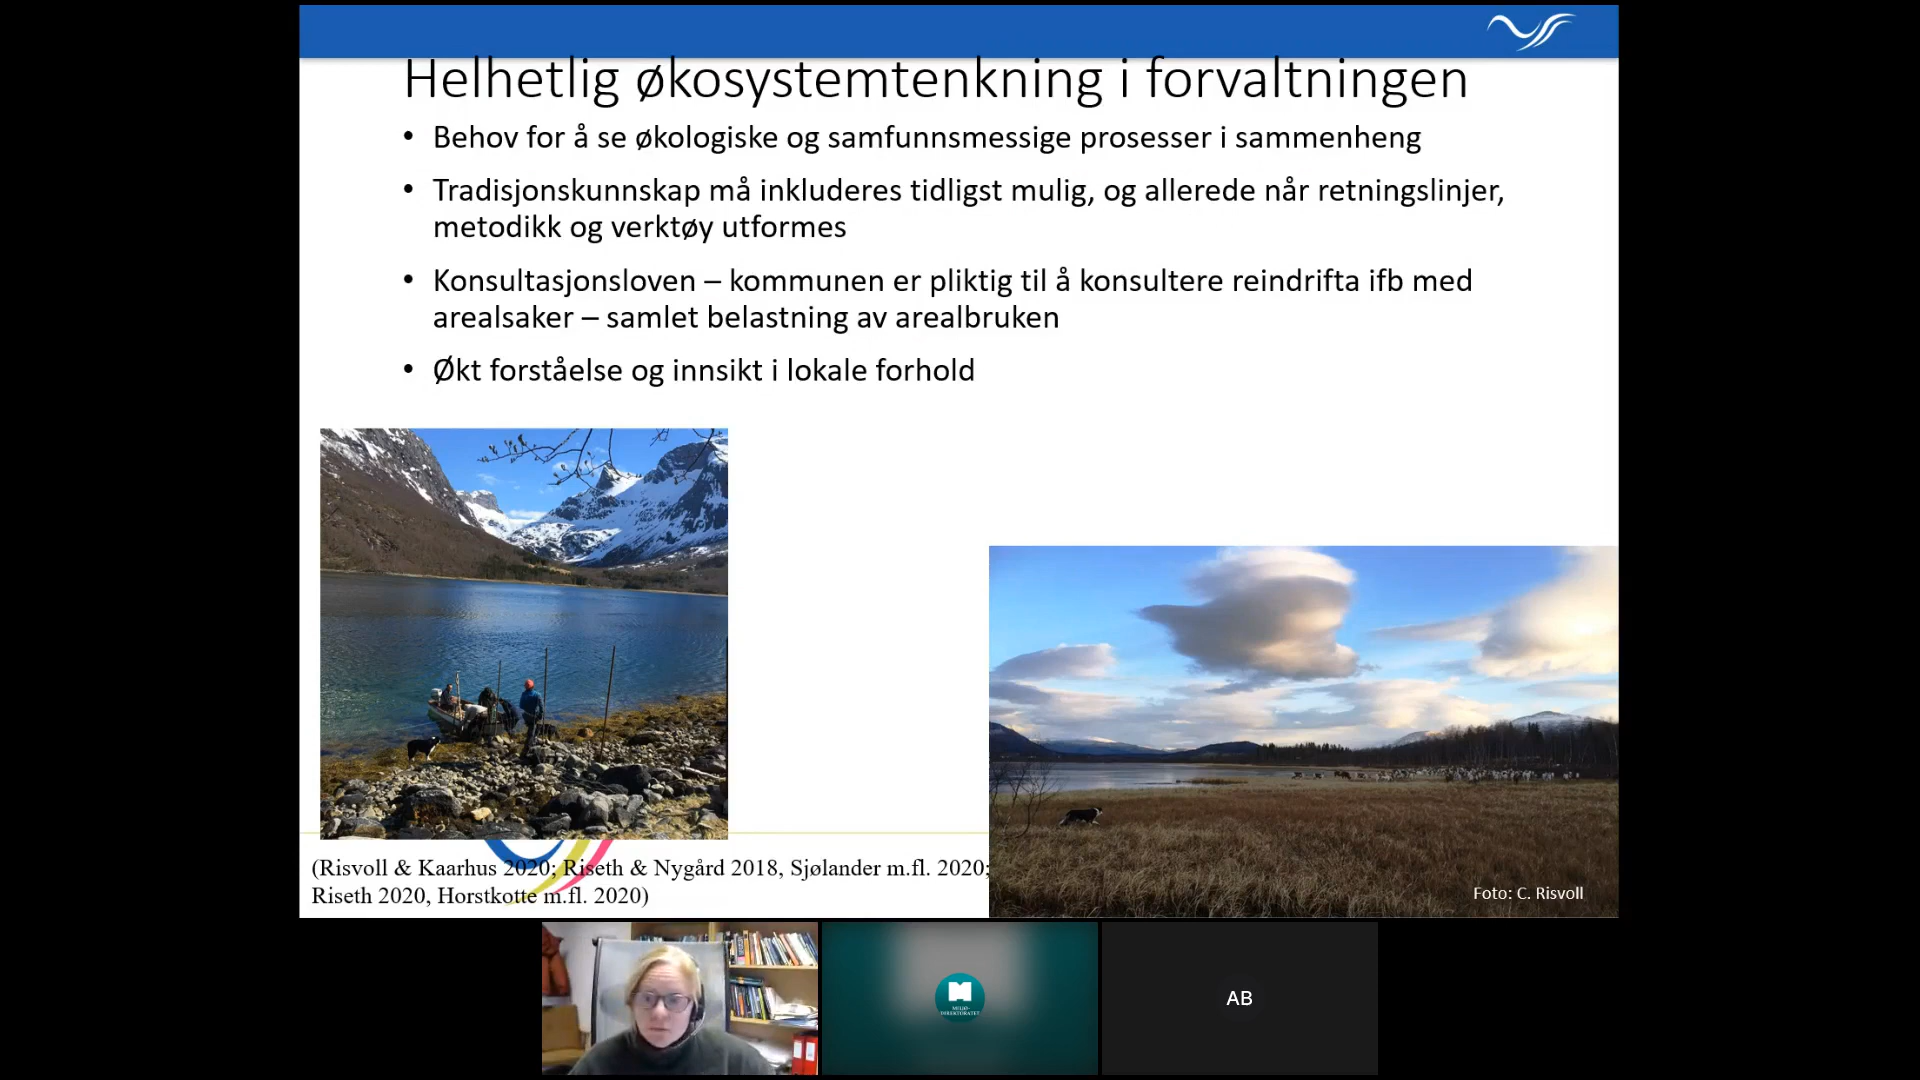 Helhetlig økosystemtenkning i forvaltningen
• Behov for å se økologiske og samfunnsmessige prosesser i sammenheng
• Tradisjonskunnskap må inkluderes tidligst mulig, og allerede når retningslinjer,
metodikk og verktøy utformes
• Konsultasjonsloven – kommunen er pliktig til å konsultere reindrifta ifb med
arealsaker – samlet belastning av arealbruken
• Økt forståelse og innsikt i lokale forhold
(Risvoll & Kaarhus 2020; Riseth & Nygård 2018, Sjølander m.fl. 2020;
Riseth 2020, Horstkotte m.fl. 2020)
Foto: C. Risvoll
MILJØ-
DIREKTORATET
AB